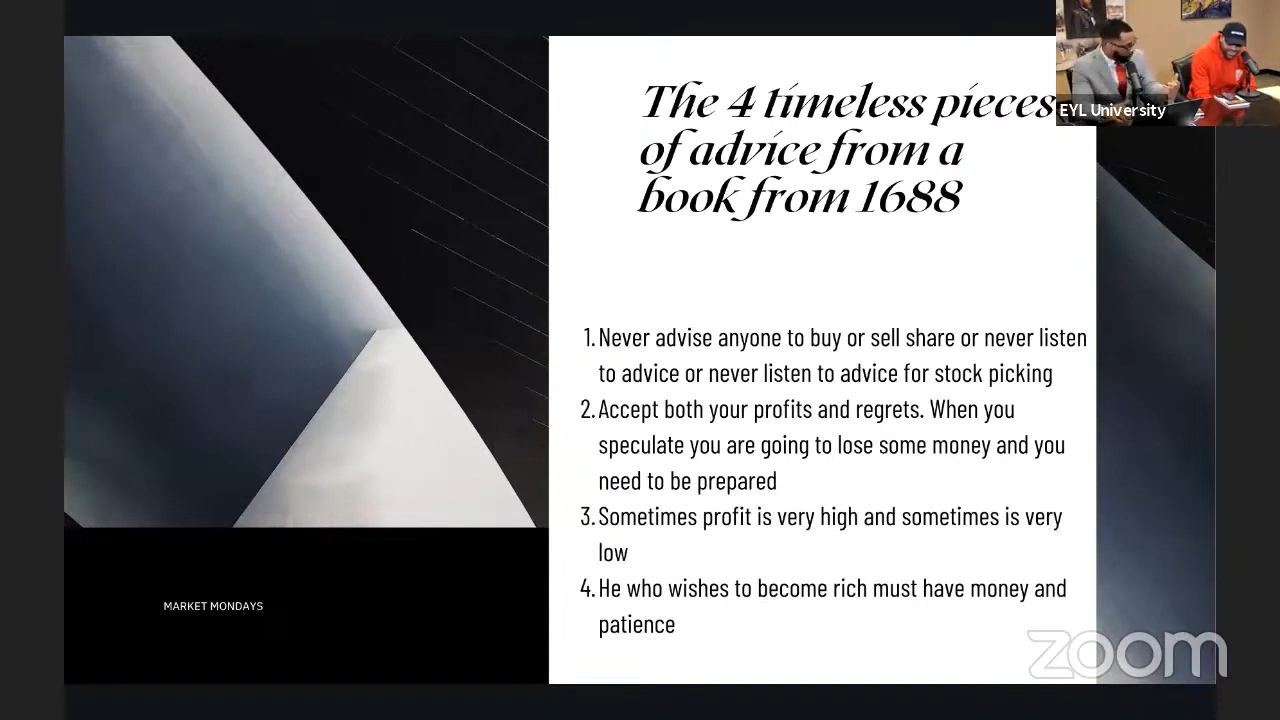 The 4 timeless pieces
of advice from a
book from 1688
EYL University
1. Never advise anyone to buy or sell share or never listen
to advice or never listen to advice for stock picking
2. Accept both your profits and regrets. When you
speculate you are going to lose some money and you
need to be prepared
3. Sometimes profit is very high and sometimes is very
low
4. He who wishes to become rich must have money and
patience
MARKET MONDAYS
zoom